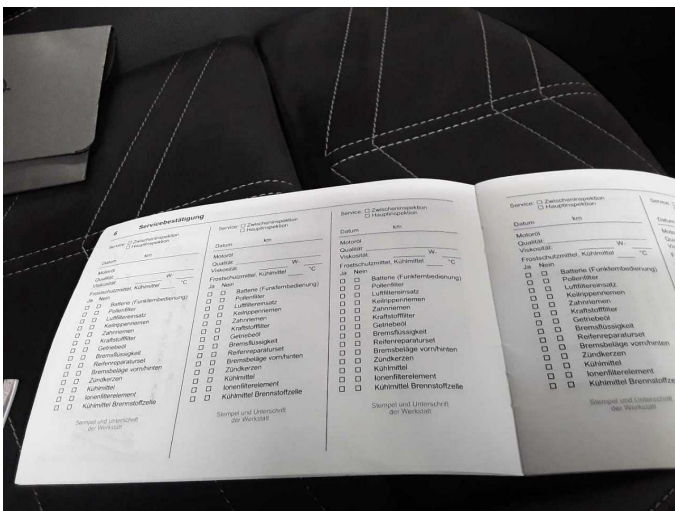 6 Servicebestätigung
Service: □ Zwischeninspektion
□ Hauptinspektion
Datum km
Motoröl
Qualität:
Viskosität: W-
Frostschutzmittel, Kühlmittel °C
Ja Nein
□ □ Batterie (Funkfernbedienung)
□ □ Pollenfilter
□ □ Luftfiltereinsatz
□ □ Keilrippenriemen
□ □ Zahnriemen
□ □ Kraftstofffilter
□ □ Getriebeöl
□ □ Bremsflüssigkeit
□ □ Reifenreparaturset
□ □ Bremsbeläge vorn/hinten
□ □ Zündkerzen
□ □ Kühlmittel
□ □ Ionenfilterelement
□ □ Kühlmittel Brennstoffzelle
Stempel und Unterschrift
der Werkstatt
Service: □ Zwischeninspektion
□ Hauptinspektion
Datum km
Motoröl
Qualität:
Viskosität: W-
Frostschutzmittel, Kühlmittel °C
Ja Nein
□ □ Batterie (Funkfernbedienung)
□ □ Pollenfilter
□ □ Luftfiltereinsatz
□ □ Keilrippenriemen
□ □ Zahnriemen
□ □ Kraftstofffilter
□ □ Getriebeöl
□ □ Bremsflüssigkeit
□ □ Reifenreparaturset
□ □ Bremsbeläge vorn/hinten
□ □ Zündkerzen
□ □ Kühlmittel
□ □ Ionenfilterelement
□ □ Kühlmittel Brennstoffzelle
Stempel und Unterschrift
der Werkstatt
Service: □ Zwischeninspektion
□ Hauptinspektion
Datum km
Motoröl
Qualität:
Viskosität: W-
Frostschutzmittel, Kühlmittel °C
Ja Nein
□ □ Batterie (Funkfernbedienung)
□ □ Pollenfilter
□ □ Luftfiltereinsatz
□ □ Keilrippenriemen
□ □ Zahnriemen
□ □ Kraftstofffilter
□ □ Getriebeöl
□ □ Bremsflüssigkeit
□ □ Reifenreparaturset
□ □ Bremsbeläge vorn/hinten
□ □ Zündkerzen
□ □ Kühlmittel
□ □ Ionenfilterelement
□ □ Kühlmittel Brennstoffzelle
Stempel und Unterschrift
der Werkstatt
Service: □ Zwischeninspektion
□ Hauptinspektion
Datum km
Motoröl
Qualität:
Viskosität: W-
Frostschutzmittel, Kühlmittel °C
Ja Nein
□ □ Batterie (Funkfernbedienung)
□ □ Pollenfilter
□ □ Luftfiltereinsatz
□ □ Keilrippenriemen
□ □ Zahnriemen
□ □ Kraftstofffilter
□ □ Getriebeöl
□ □ Bremsflüssigkeit
□ □ Reifenreparaturset
□ □ Bremsbeläge vorn/hinten
□ □ Zündkerzen
□ □ Kühlmittel
□ □ Ionenfilterelement
□ □ Kühlmittel Brennstoffzelle
Stempel und Unterschrift
der Werkstatt